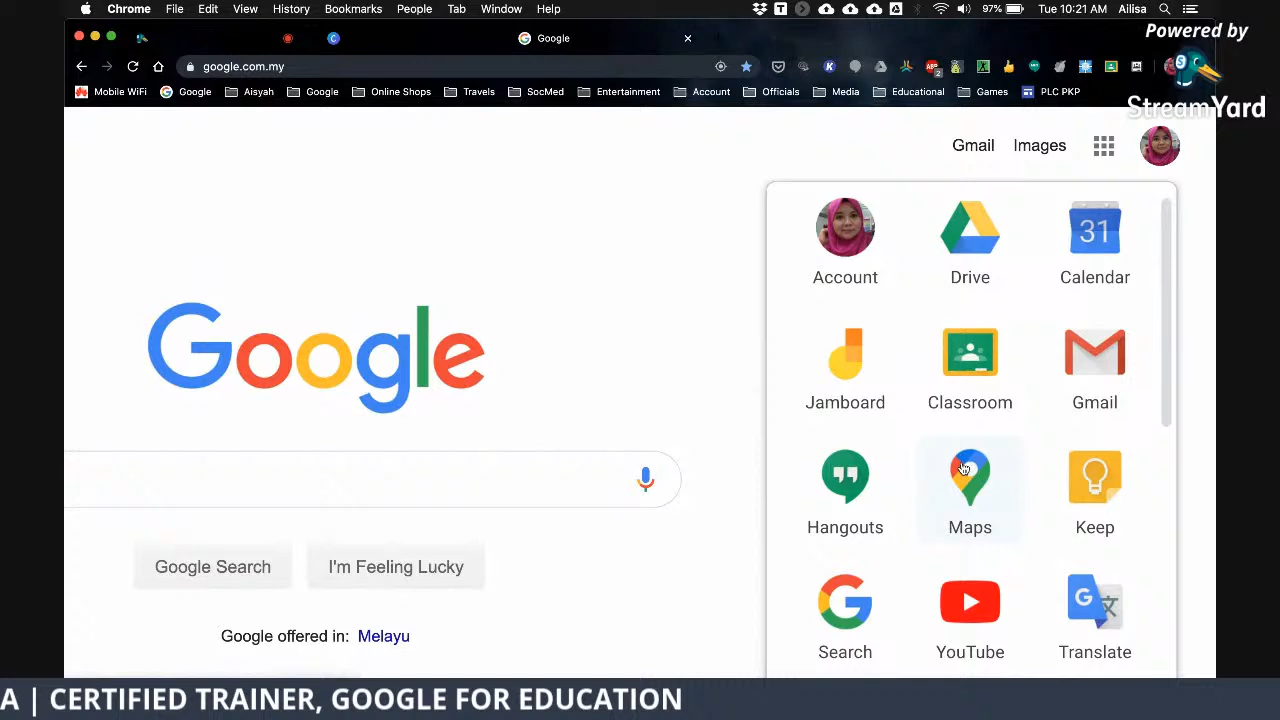 Chrome File Edit View History Bookmarks People Tab Window Help 97% Tue 10:21 AM Ailisa
Powered by
StreamYard
Google
google.com.my
Mobile WiFi Google Aisyah Google Online Shops Travels SocMed Entertainment Account Officials Media Educational Games PLC PKP
Gmail Images
Account Drive Calendar
31
Jamboard Classroom Gmail
Hangouts Maps Keep
Search YouTube Translate
Google
Google Search I'm Feeling Lucky
Google offered in: Melayu
A | CERTIFIED TRAINER, GOOGLE FOR EDUCATION